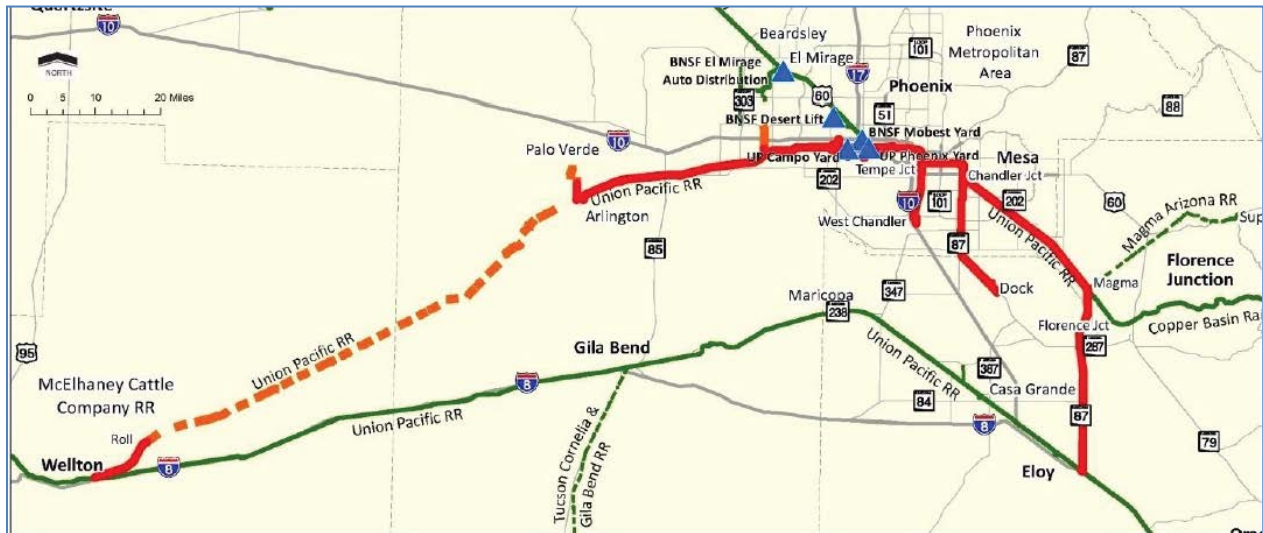 Quartzsite
10
NORTH
0 5 10 20 Miles
Beardsley
BNSF El Mirage
Auto Distribution
El Mirage
303
60
17
LOOP
101
Phoenix
Metropolitan
Area
87
Phoenix
51
88
BNSF Desert Lift
BNSF Mobest Yard
10
Palo Verde
UP Campo Yard
UP Phoenix Yard
Mesa
Tempe Jct
Chandler Jct
202
Union Pacific RR
Arlington
10
101
202
60
West Chandler
Union Pacific RR
Magma Arizona RR
85
87
Florence
Junction
Dock
Magma
Maricopa
347
238
Florence Jct
Copper Basin
287
95
Union Pacific RR
Gila Bend
Union Pacific RR
387
Casa Grande
McElhaney Cattle
Company RR
8
84
Union Pacific RR
87
8
Roll
Wellton
8
79
Eloy
Tucson Cornelia &
Gila Bend RR